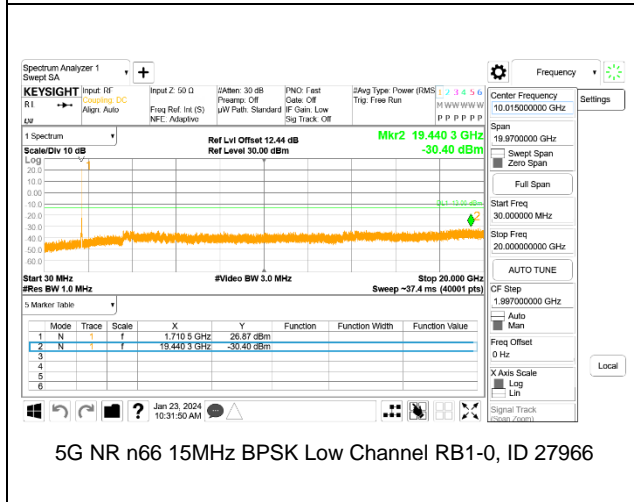 Spectrum Analyzer 1
Swept SA
Frequency
KEYSIGHT Input: RF
Coupling: DC
Align: Auto
Input Z: 50 Ω
Freq Ref: Int (S)
NFE: Adaptive
#Atten: 30 dB
Preamp: Off
µW Path: Standard
PNO: Fast
Gate: Off
IF Gain: Low
Sig Track: Off
#Avg Type: Power (RMS
Trig: Free Run
1 2 3 4 5 6
M W W W W W
P P P P P P
Settings
1 Spectrum
Scale/Div 10 dB
Log
Ref Lvl Offset 12.44 dB
Ref Level 30.00 dBm
Mkr2 19.440 3 GHz
-30.40 dBm
20.0
10.0
0.00
-10.0
-20.0
-30.0
-40.0
-50.0
-60.0
1
2
Start 30 MHz
#Res BW 1.0 MHz
#Video BW 3.0 MHz
Stop 20.000 GHz
Sweep ~37.4 ms (40001 pts)
5 Marker Table
Mode Trace Scale X Y Function Function Width Function Value
1 N 1 f 1.710 5 GHz 26.87 dBm
2 N 1 f 19.440 3 GHz -30.40 dBm
3
4
5
6
Center Frequency
10.015000000 GHz
Span
19.9700000 GHz
Swept Span
Zero Span
Full Span
Start Freq
30.000000 MHz
Stop Freq
20.000000000 GHz
AUTO TUNE
CF Step
1.997000000 GHz
Auto
Man
Freq Offset
0 Hz
X Axis Scale
Log
Lin
Signal Track
(Span Zoom)
Local
?
Jan 23, 2024
10:31:50 AM
5G NR n66 15MHz BPSK Low Channel RB1-0, ID 27966